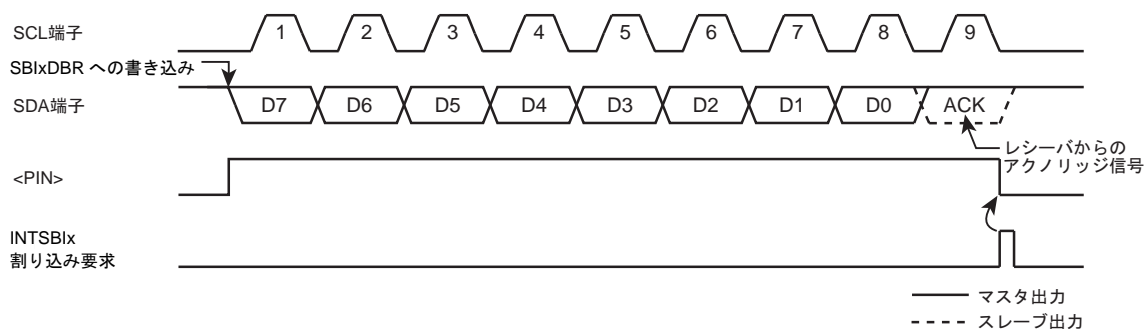 SCL端子
1 2 3 4 5 6 7 8 9
SBIxDBR への書き込み
SDA端子
D7 D6 D5 D4 D3 D2 D1 D0 ACK
レシーバからの
アクノリッジ信号
<PIN>
INTSBIx
割り込み要求
マスタ出力
スレーブ出力